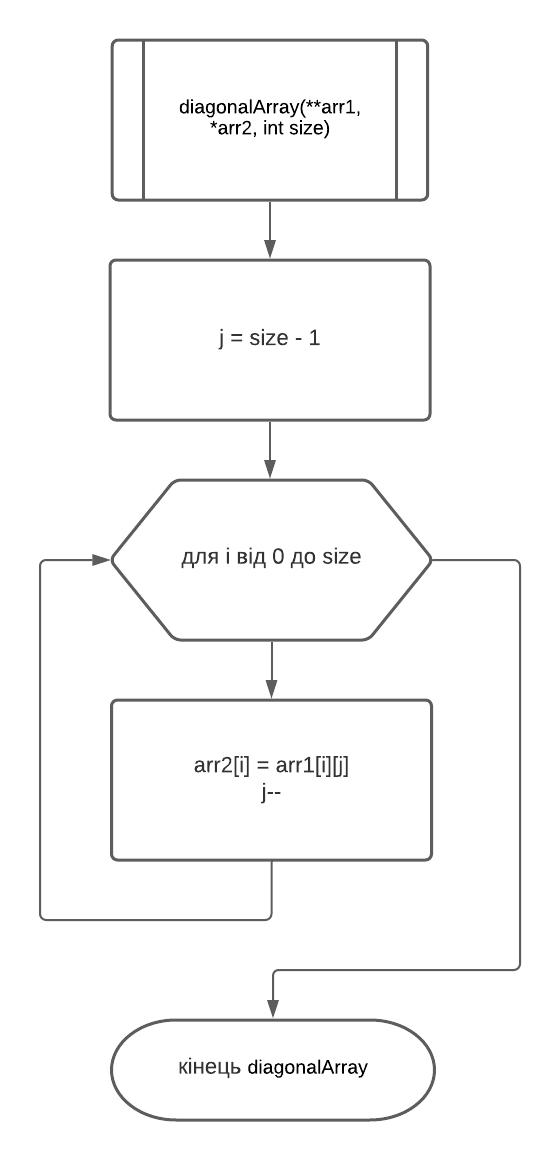 diagonalArray(**arr1,
*arr2, int size)
j = size - 1
для i від 0 до size
arr2[i] = arr1[i][j]
j--
кінець diagonalArray